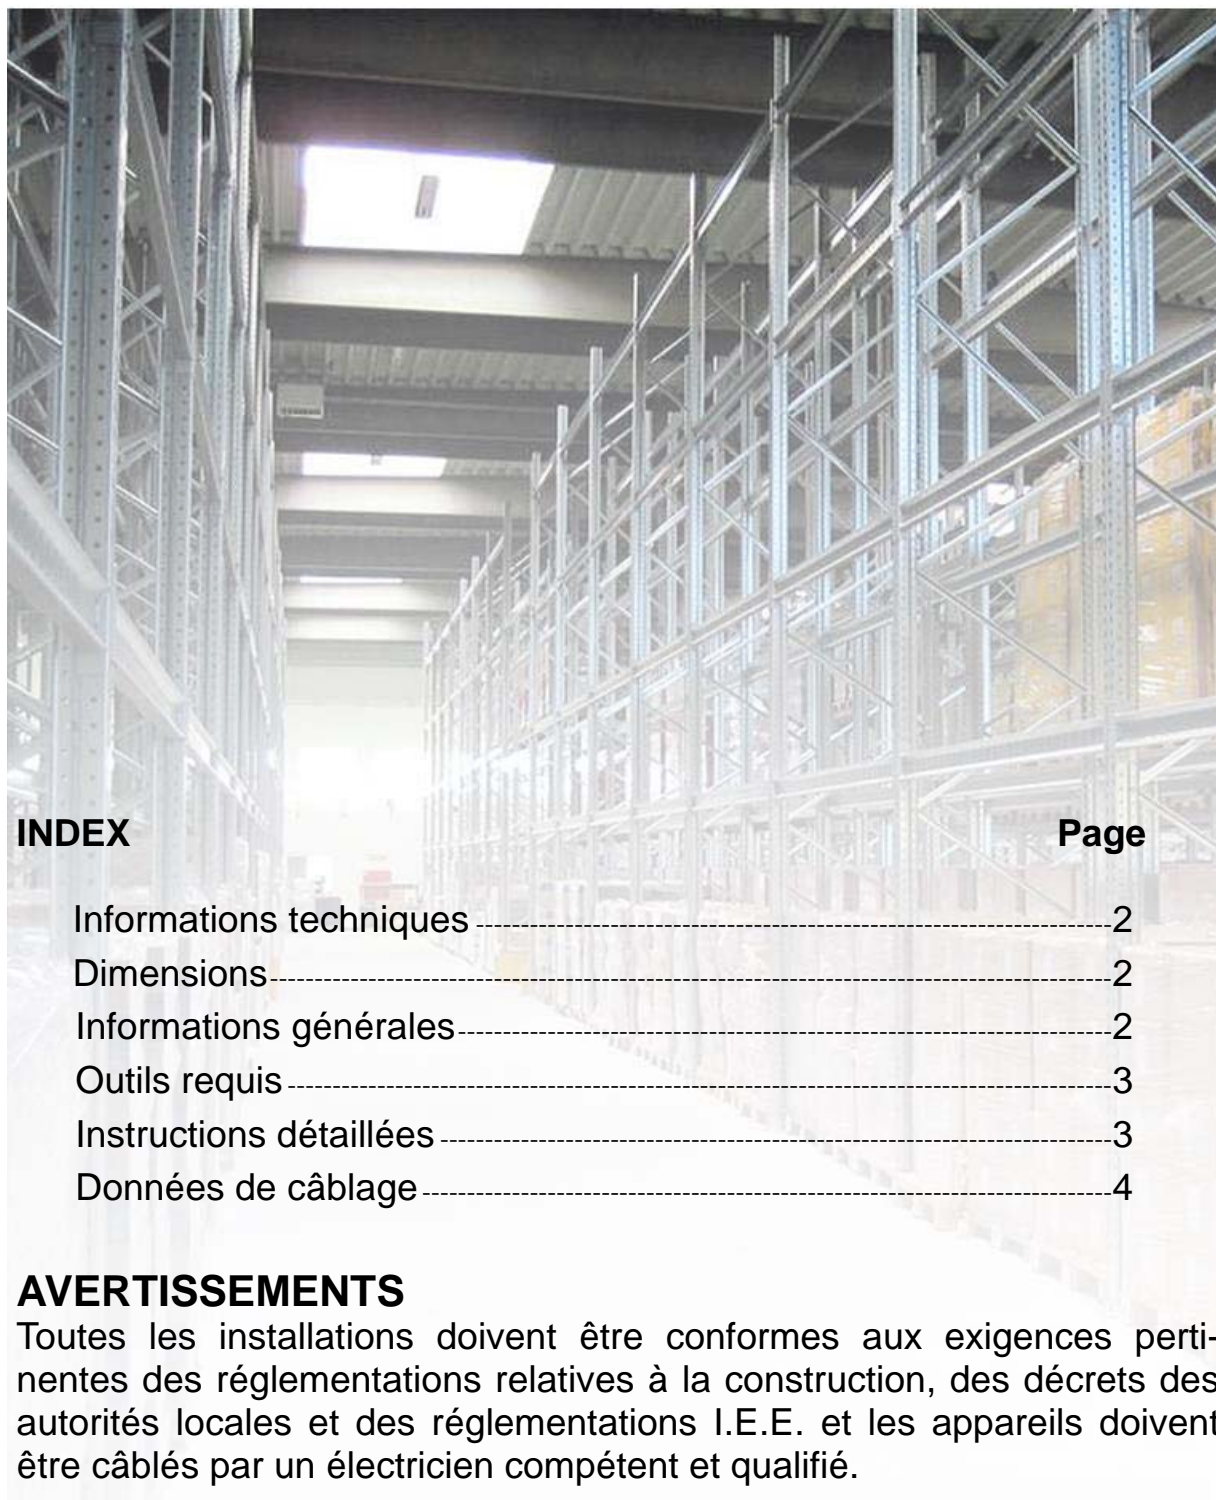 INDEX Page
Informations techniques 2
Dimensions 2
Informations générales 2
Outils requis 3
Instructions détaillées 3
Données de câblage 4
AVERTISSEMENTS
Toutes les installations doivent être conformes aux exigences perti-
nentes des réglementations relatives à la construction, des décrets des
autorités locales et des réglementations I.E.E. et les appareils doivent
être câblés par un électricien compétent et qualifié.